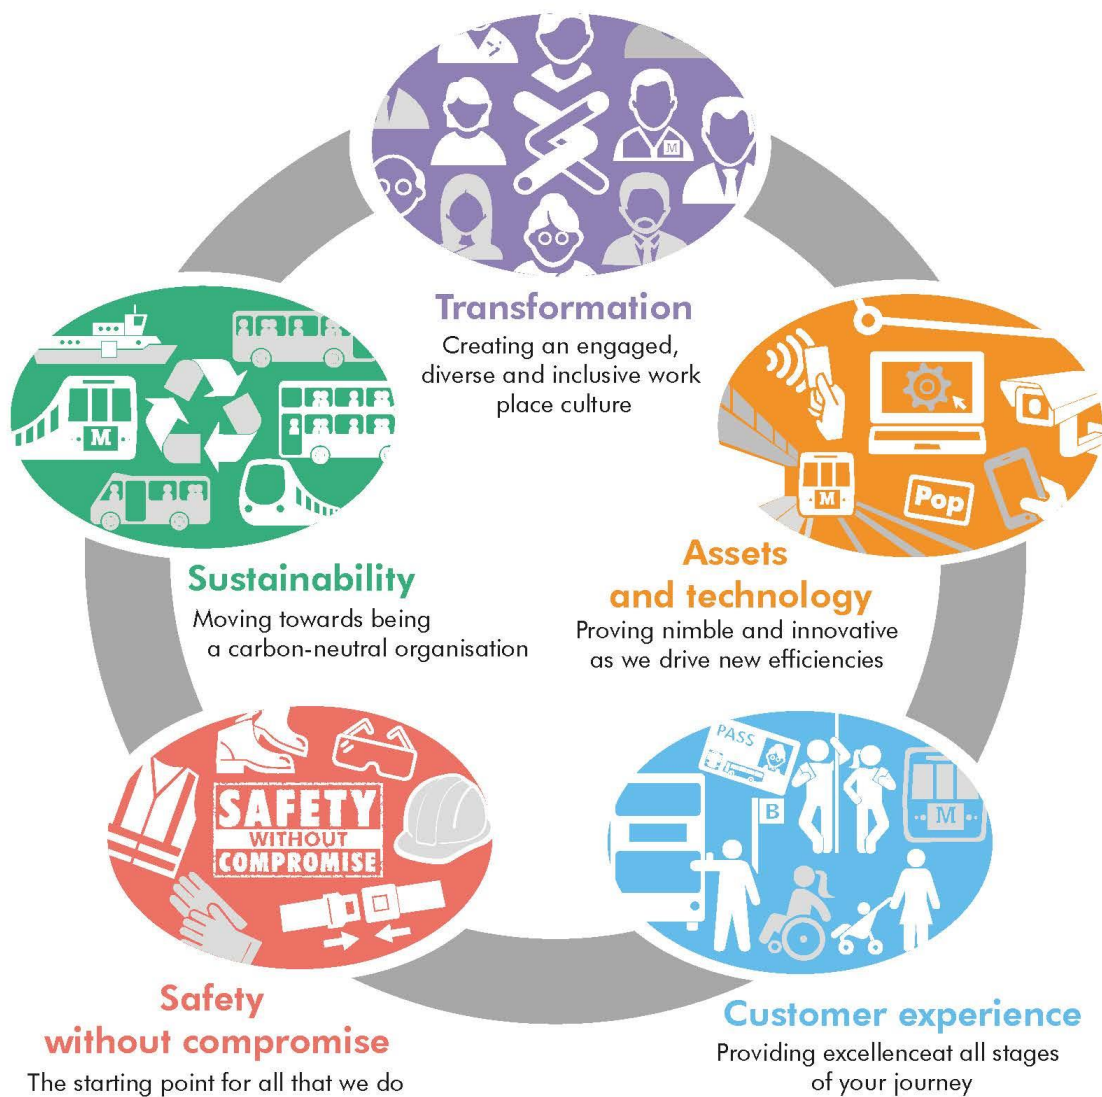 M
Transformation
Creating an engaged,
diverse and inclusive work
place culture
M
Sustainability
Moving towards being
a carbon-neutral organisation
M
Pop
Assets
and technology
Proving nimble and innovative
as we drive new efficiencies
SAFETY
WITHOUT
COMPROMISE
Safety
without compromise
The starting point for all that we do
PASS
B
M
Customer experience
Providing excellenceat all stages
of your journey